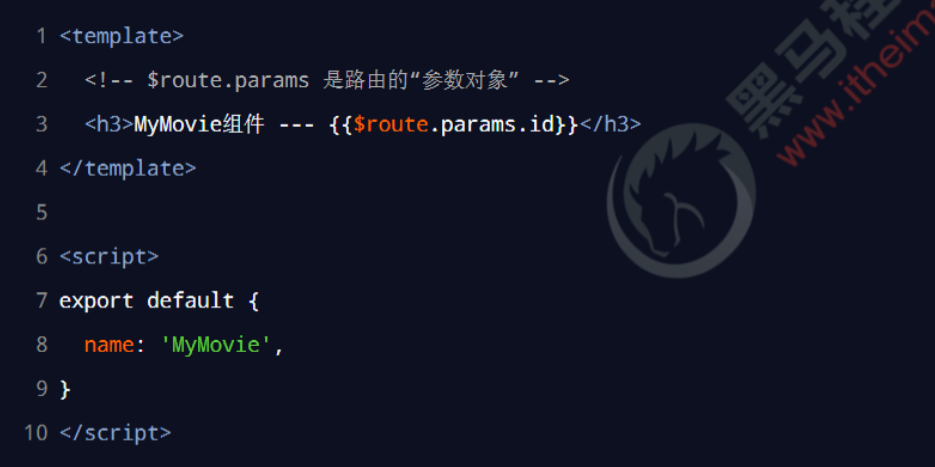 1 <template>
2   <!-- $route.params 是路由的“参数对象” -->
3   <h3>MyMovie组件 --- {{$route.params.id}}</h3>
4 </template>
5
6 <script>
7 export default {
8   name: 'MyMovie',
9 }
10 </script>
黑马程
www.itheim